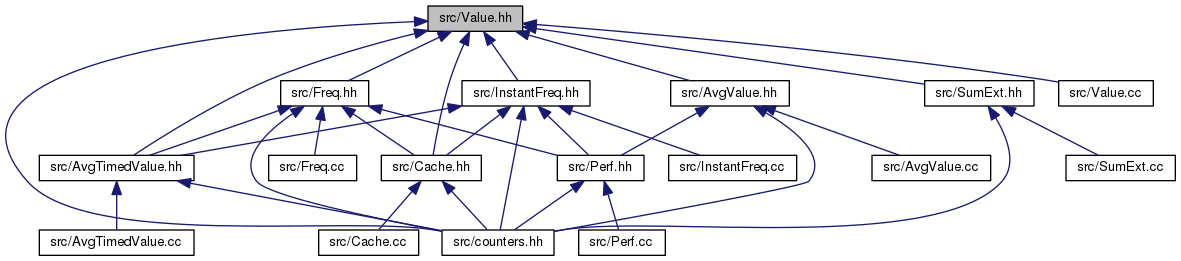 src/Value.hh
src/Freq.hh
src/InstantFreq.hh
src/AvgValue.hh
src/SumExt.hh
src/Value.cc
src/AvgTimedValue.hh
src/Freq.cc
src/Cache.hh
src/Perf.hh
src/InstantFreq.cc
src/AvgValue.cc
src/SumExt.cc
src/AvgTimedValue.cc
src/Cache.cc
src/counters.hh
src/Perf.cc